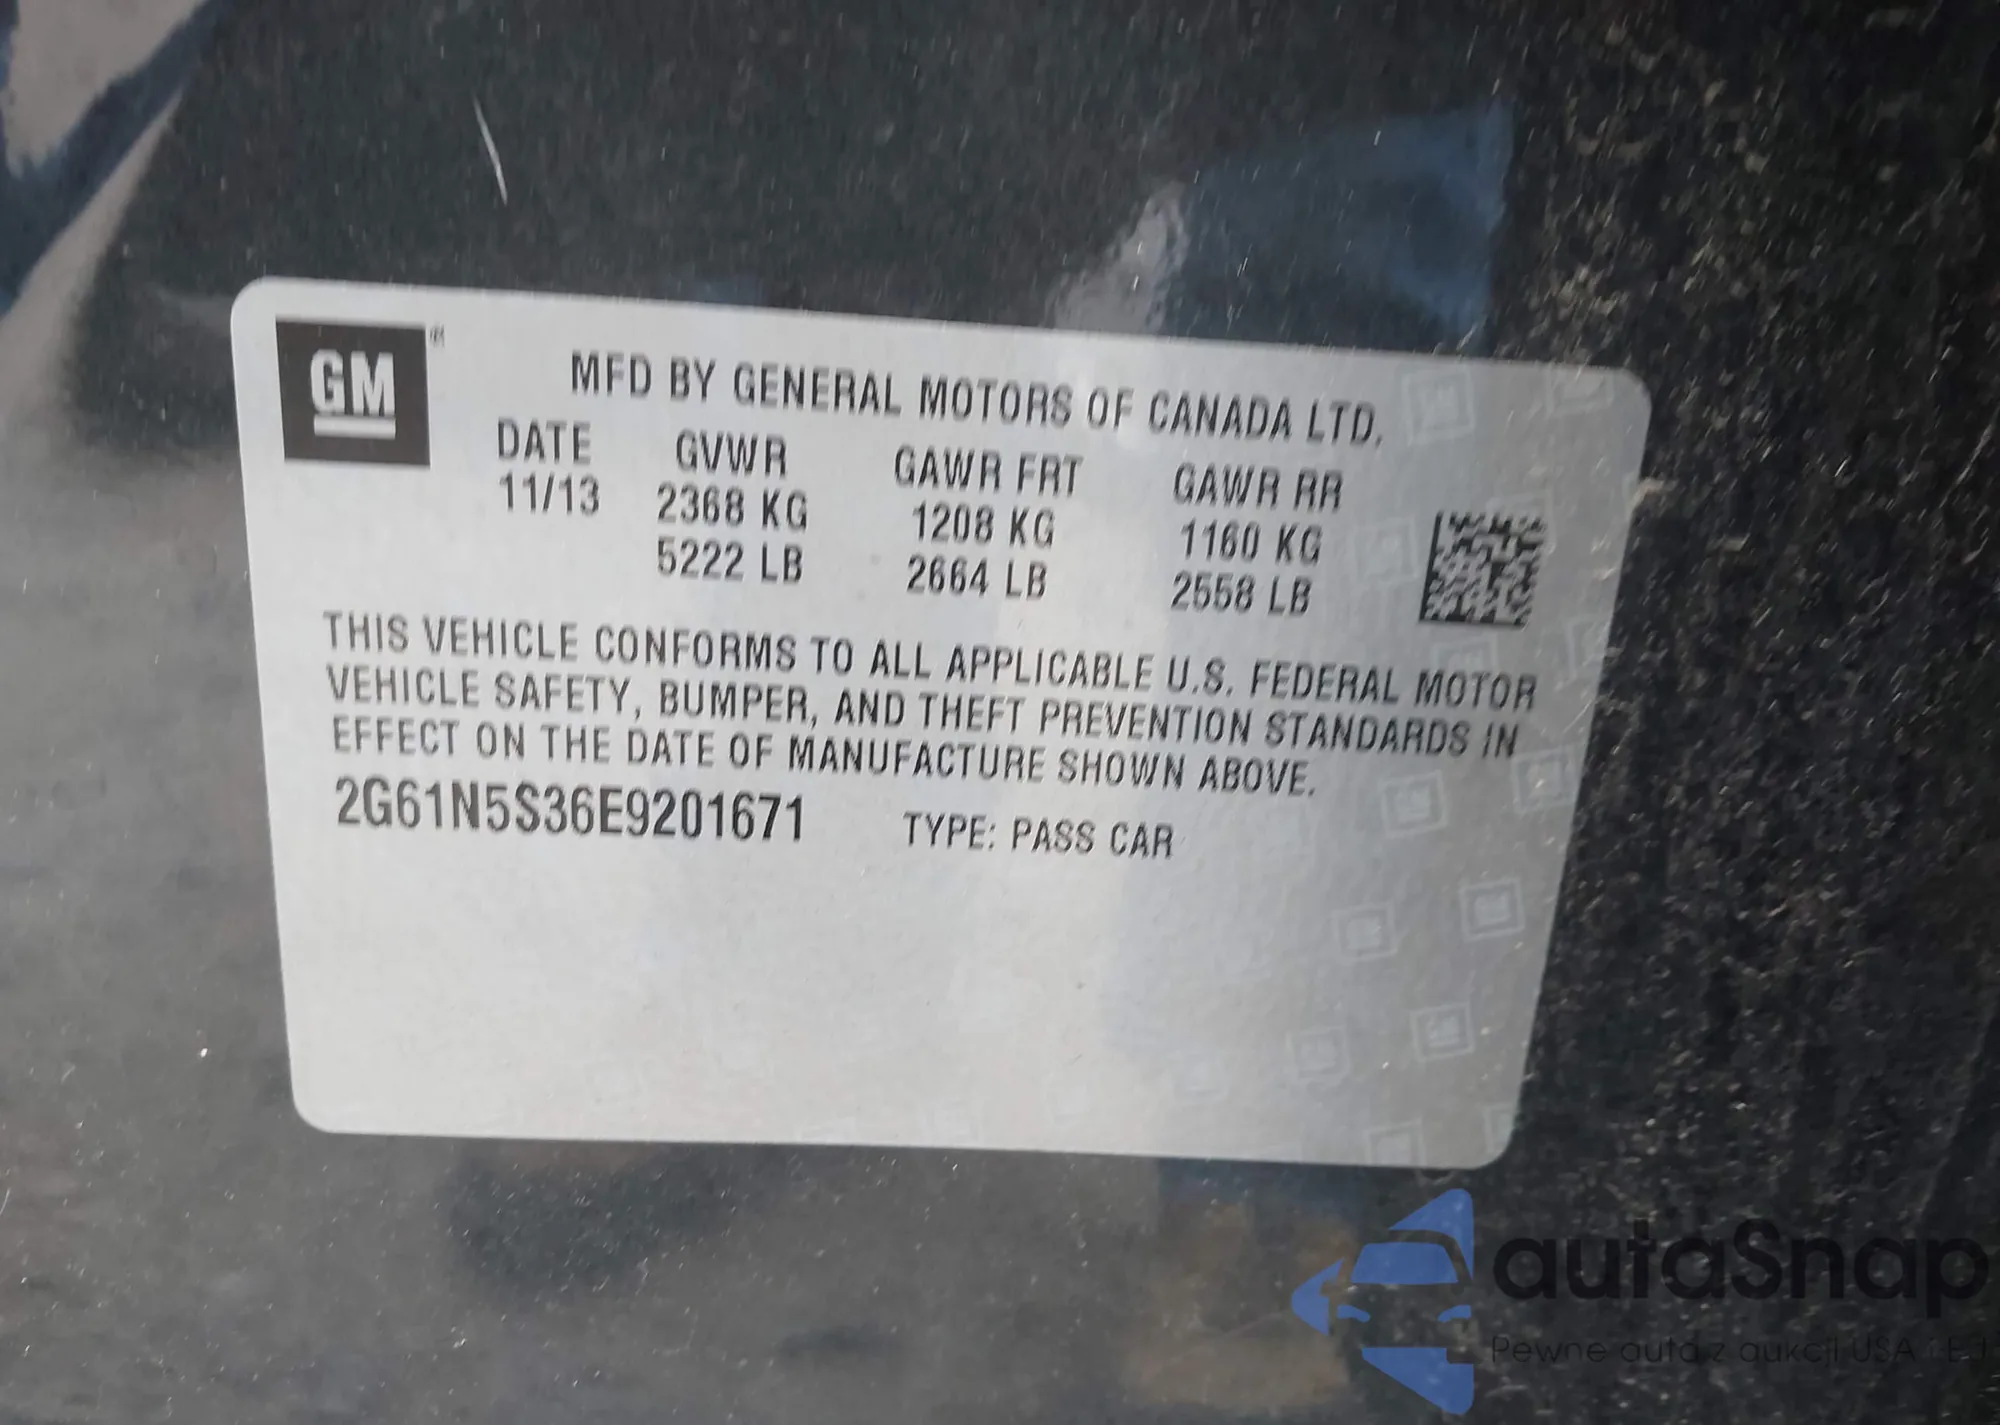 GM
MFD BY GENERAL MOTORS OF CANADA LTD.
DATE GVWR GAWR FRT GAWR RR
11/13 2368 KG 1208 KG 1160 KG
5222 LB 2664 LB 2558 LB
THIS VEHICLE CONFORMS TO ALL APPLICABLE U.S. FEDERAL MOTOR
VEHICLE SAFETY, BUMPER, AND THEFT PREVENTION STANDARDS IN
EFFECT ON THE DATE OF MANUFACTURE SHOWN ABOVE.
2G61N5S36E9201671 TYPE: PASS CAR
autaSnap
Pewne auta z aukcji USA i EU